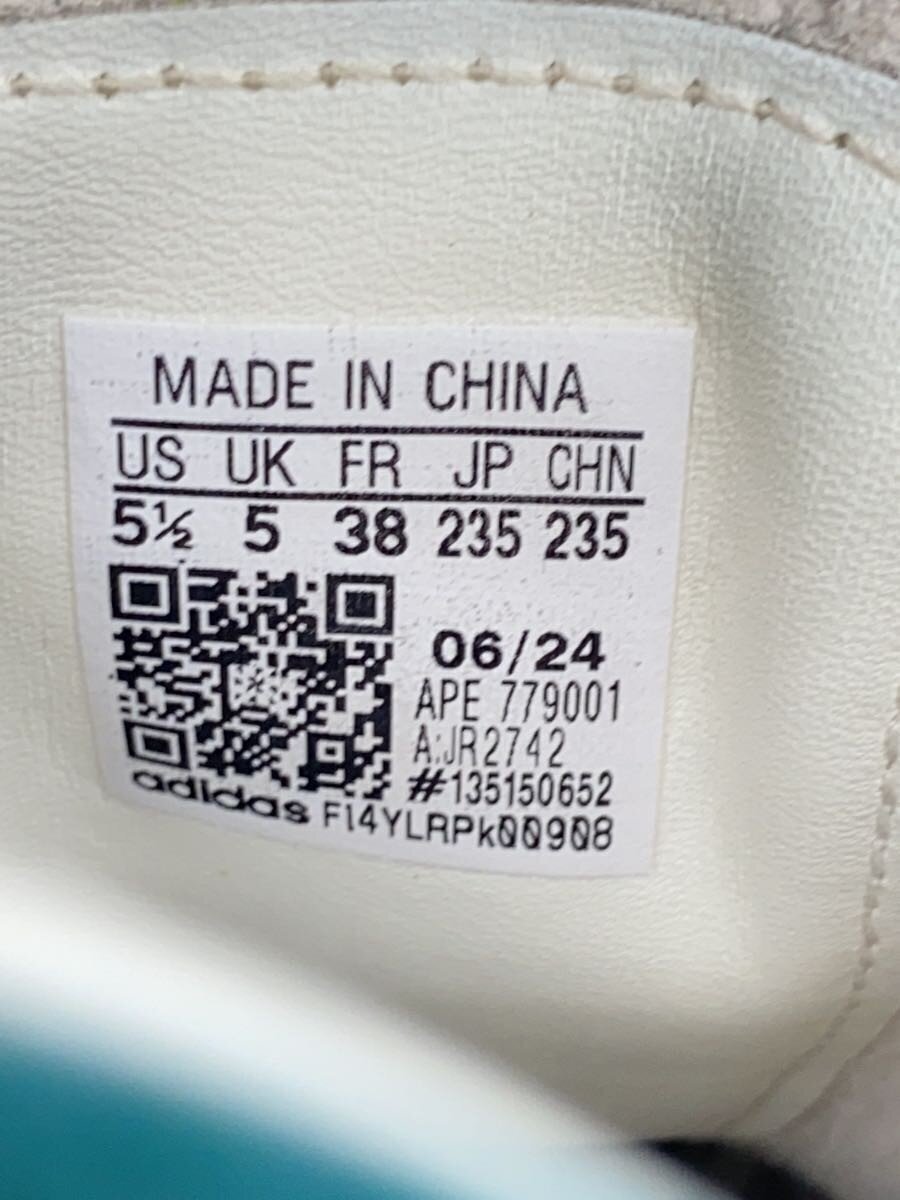 MADE IN CHINA
US UK FR JP CHN
5½ 5 38 235 235
06/24
APE 779001
A:JR2742
#135150652
adidas F14YLRPk00908